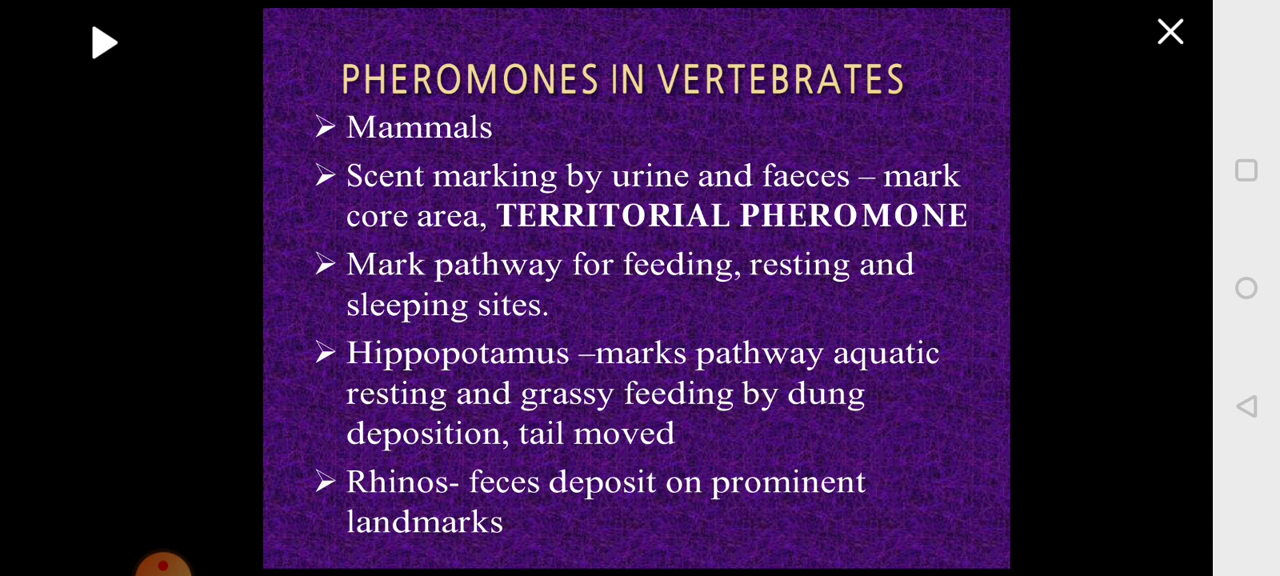 PHEROMONES IN VERTEBRATES
➢ Mammals
➢ Scent marking by urine and faeces – mark
core area, TERRITORIAL PHEROMONE
➢ Mark pathway for feeding, resting and
sleeping sites.
➢ Hippopotamus –marks pathway aquatic
resting and grassy feeding by dung
deposition, tail moved
➢ Rhinos- feces deposit on prominent
landmarks